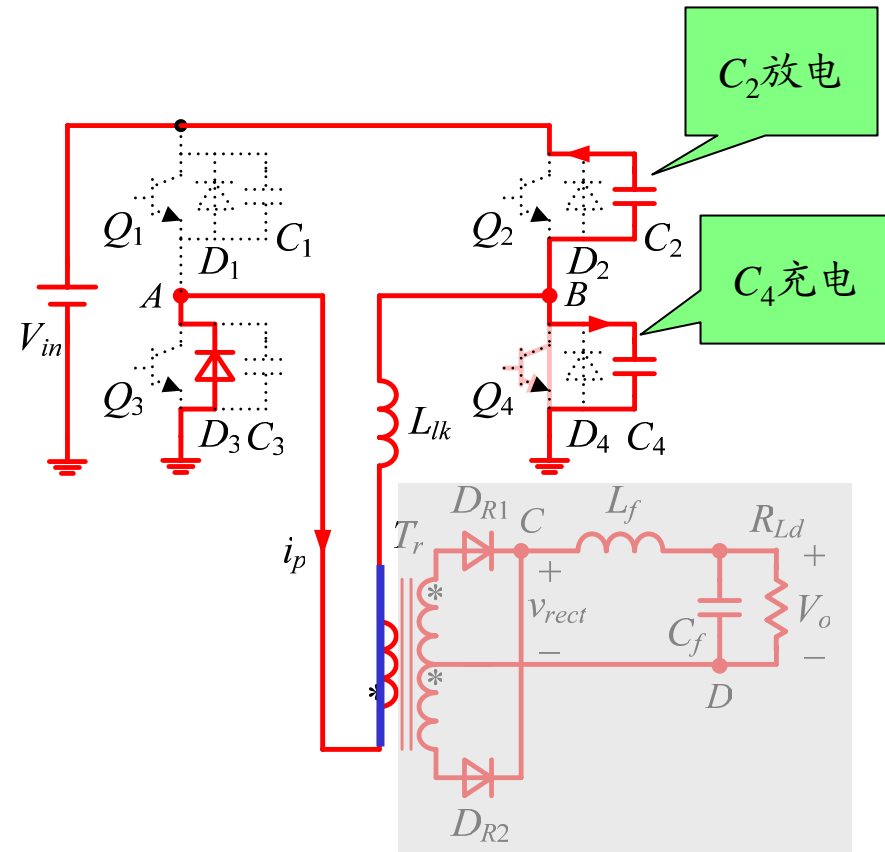 C2放电
Q1
D1
C1
Q2
D2
C2
C4充电
A
B
Vin
Q3
D3
C3
Llk
Q4
D4
C4
ip
Tr
DR1
C
Lf
RLd
+
+
vrect
Cf
Vo
−
−
*
*
*
D
DR2